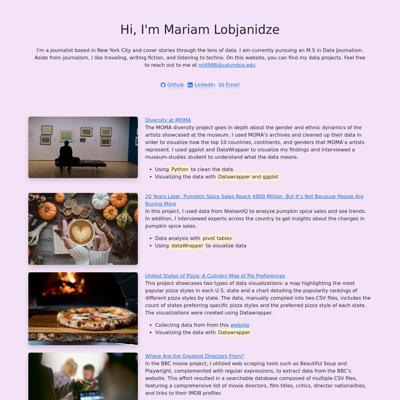 Hi, I'm Mariam Lobjanidze
I'm a journalist based in New York City and cover stories through the lens of data. I am currently pursuing an M.S in Data Journalism.
Aside from journalism, I like traveling, writing fiction, and listening to techno. On this website, you can find my data projects. Feel free
to reach out to me at ml4998@columbia.edu
Github LinkedIn Email
Diversity at MOMA
The MOMA diversity project goes in depth about the gender and ethnic dynamics of the
artists showcased at the museum. I used MOMA's archives and cleaned up their data in
order to visualize how the top 10 countries, continents, and genders that MOMA's artists
represent. I used ggplot and DataWrapper to visualize my findings and interviewed a
museum-studies student to understand what the data means.
• Using Python to clean the data
• Visualizing the data with Datawrapper and ggplot
20 Years Later, Pumpkin Spice Sales Reach $800 Million, But It's Not Because People Are
Buying More
In this project, I used data from NielsenIQ to analyze pumpkin spice sales and see trends.
In addition, I interviewed experts across the country to get insights about the changes in
pumpkin spice sales.
• Data analysis with pivot tables
• Using dataWrapper to visualize data
United States of Pizza: A Culinary Map of Pie Preferences
This project showcases two types of data visualizations: a map highlighting the most
popular pizza styles in each U.S. state and a chart detailing the popularity rankings of
different pizza styles by state. The data, manually compiled into two CSV files, includes the
count of states preferring specific pizza styles and the preferred pizza style of each state.
The visualizations were created using Datawrapper.
• Collecting data from from this website
• Visualizing the data with Datawrapper
Where Are the Greatest Directors From?
In the BBC movie project, I utilized web scraping tools such as Beautiful Soup and
Playwright, complemented with regular expressions, to extract data from the BBC's
website. This effort resulted in a searchable database composed of multiple CSV files,
featuring a comprehensive list of movie directors, film titles, critics, director nationalities,
and links to their IMDB profiles